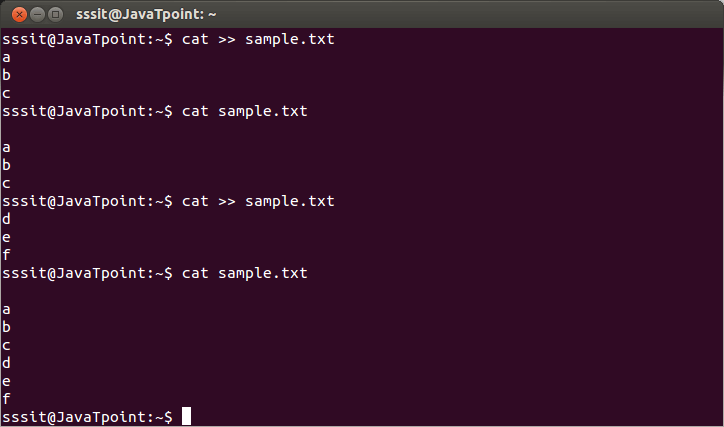 sssit@JavaTpoint: ~
sssit@JavaTpoint:~$ cat >> sample.txt
a
b
c
sssit@JavaTpoint:~$ cat sample.txt

a
b
c
sssit@JavaTpoint:~$ cat >> sample.txt
d
e
f
sssit@JavaTpoint:~$ cat sample.txt

a
b
c
d
e
f
sssit@JavaTpoint:~$